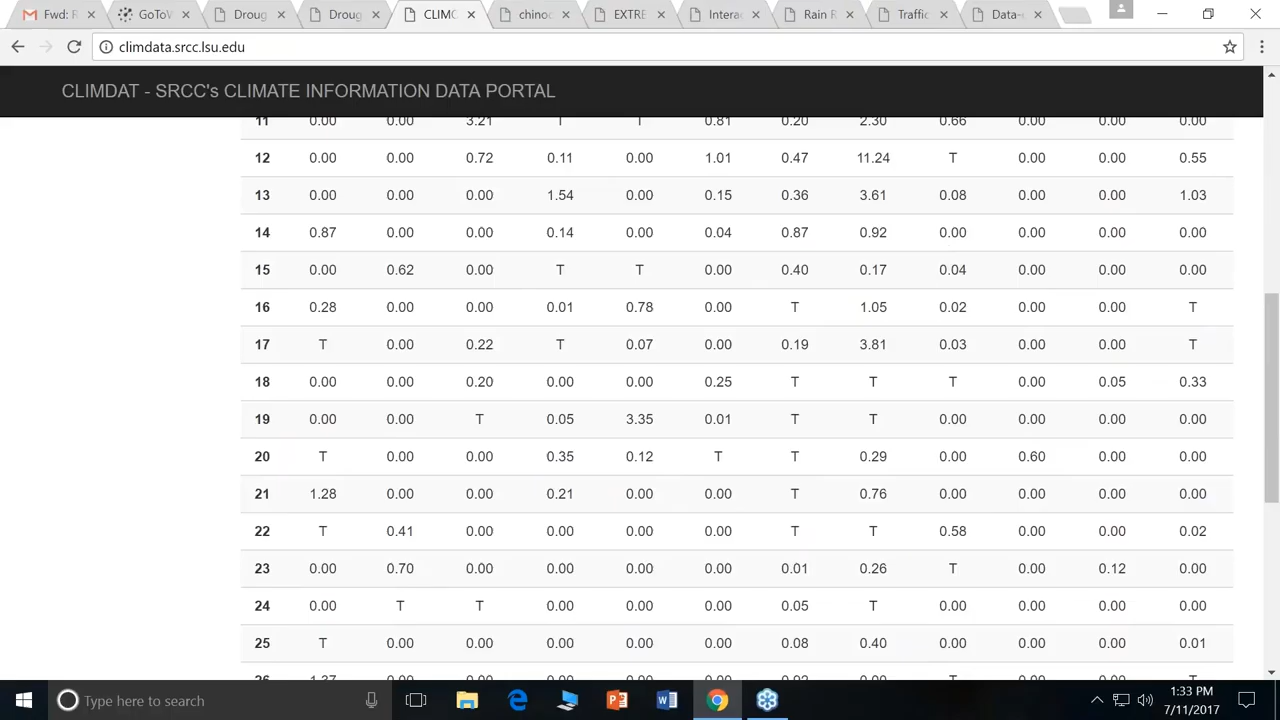 Fwd: R
GoToW
Droug
Droug
CLIMC
chinoc
EXTRE
Interac
Rain R
Traffic
Data-u
climdata.srcc.lsu.edu
CLIMDAT - SRCC's CLIMATE INFORMATION DATA PORTAL
11 0.00 0.00 3.21 T T 0.81 0.20 2.30 0.66 0.00 0.00 0.00
12 0.00 0.00 0.72 0.11 0.00 1.01 0.47 11.24 T 0.00 0.00 0.55
13 0.00 0.00 0.00 1.54 0.00 0.15 0.36 3.61 0.08 0.00 0.00 1.03
14 0.87 0.00 0.00 0.14 0.00 0.04 0.87 0.92 0.00 0.00 0.00 0.00
15 0.00 0.62 0.00 T T 0.00 0.40 0.17 0.04 0.00 0.00 0.00
16 0.28 0.00 0.00 0.01 0.78 0.00 T 1.05 0.02 0.00 0.00 T
17 T 0.00 0.22 T 0.07 0.00 0.19 3.81 0.03 0.00 0.00 T
18 0.00 0.00 0.20 0.00 0.00 0.25 T T T 0.00 0.05 0.33
19 0.00 0.00 T 0.05 3.35 0.01 T T 0.00 0.00 0.00 0.00
20 T 0.00 0.00 0.35 0.12 T T 0.29 0.00 0.60 0.00 0.00
21 1.28 0.00 0.00 0.21 0.00 0.00 T 0.76 0.00 0.00 0.00 0.00
22 T 0.41 0.00 0.00 0.00 0.00 T T 0.58 0.00 0.00 0.02
23 0.00 0.70 0.00 0.00 0.00 0.00 0.01 0.26 T 0.00 0.12 0.00
24 0.00 T T 0.00 0.00 0.00 0.05 T 0.00 0.00 0.00 0.00
25 T 0.00 0.00 0.00 0.00 0.00 0.08 0.40 0.00 0.00 0.00 0.01
Type here to search
1:33 PM
7/11/2017